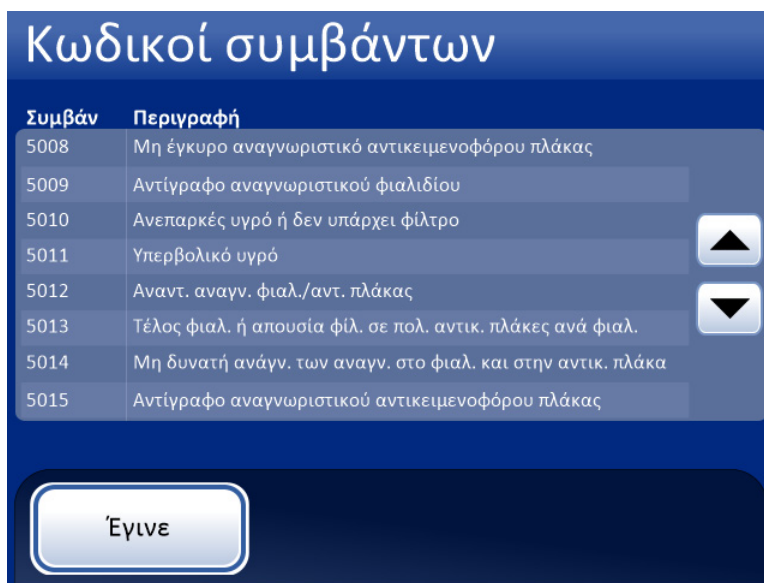 Κωδικοί συμβάντων
Συμβάν Περιγραφή
5008 Μη έγκυρο αναγνωριστικό αντικειμενοφόρου πλάκας
5009 Αντίγραφο αναγνωριστικού φιαλιδίου
5010 Ανεπαρκές υγρό ή δεν υπάρχει φίλτρο
5011 Υπερβολικό υγρό
5012 Αναντ. αναγν. φιαλ./αντ. πλάκας
5013 Τέλος φιαλ. ή απουσία φίλ. σε πολ. αντικ. πλάκες ανά φιαλ.
5014 Μη δυνατή ανάγν. των αναγν. στο φιαλ. και στην αντικ. πλάκα
5015 Αντίγραφο αναγνωριστικού αντικειμενοφόρου πλάκας
Έγινε